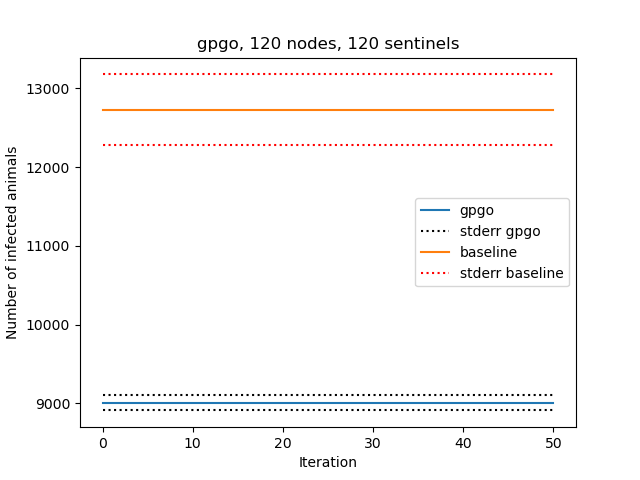 gpgo, 120 nodes, 120 sentinels
13000
12000
11000
10000
9000
Number of infected animals
gpgo
stderr gpgo
baseline
stderr baseline
0
10
20
30
40
50
Iteration